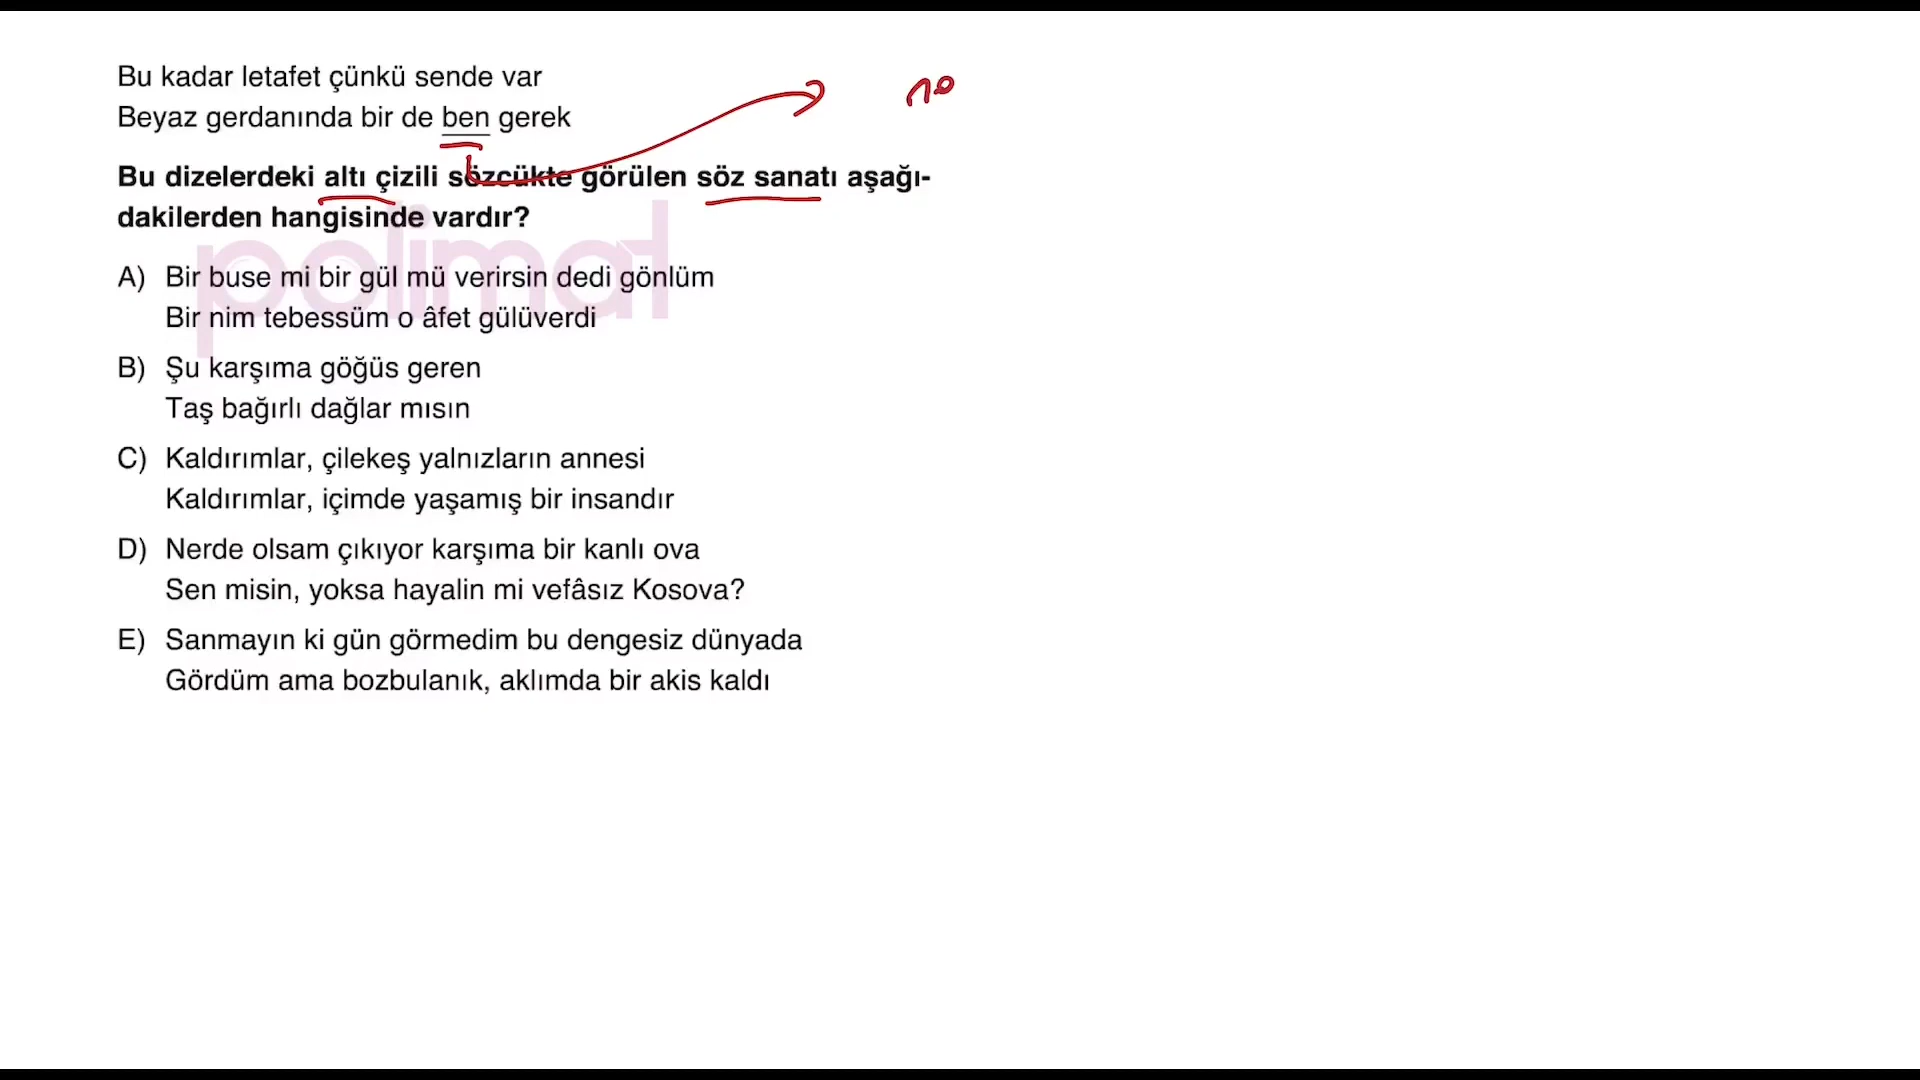 Bu kadar letafet çünkü sende var
Beyaz gerdanında bir de ben gerek
Bu dizelerdeki altı çizili sözcükte görülen söz sanatı aşağı-
dakilerden hangisinde vardır?
polimat
A) Bir buse mi bir gül mü verirsin dedi gönlüm
Bir nim tebessüm o âfet gülüverdi
B) Şu karşıma göğüs geren
Taş bağırlı dağlar mısın
C) Kaldırımlar, çilekeş yalnızların annesi
Kaldırımlar, içimde yaşamış bir insandır
D) Nerde olsam çıkıyor karşıma bir kanlı ova
Sen misin, yoksa hayalin mi vefâsız Kosova?
E) Sanmayın ki gün görmedim bu dengesiz dünyada
Gördüm ama bozbulanık, aklımda bir akis kaldı